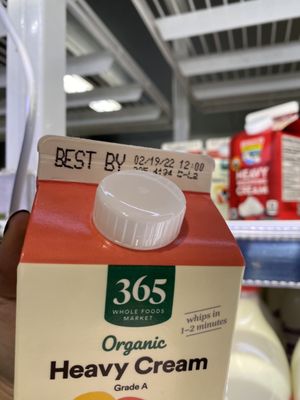 BEST BY 02/19/22 12:00
365
WHOLE FOODS
MARKET
Organic
Heavy Cream
Grade A
whips in
1-2 minutes
HEAVY
CREAM